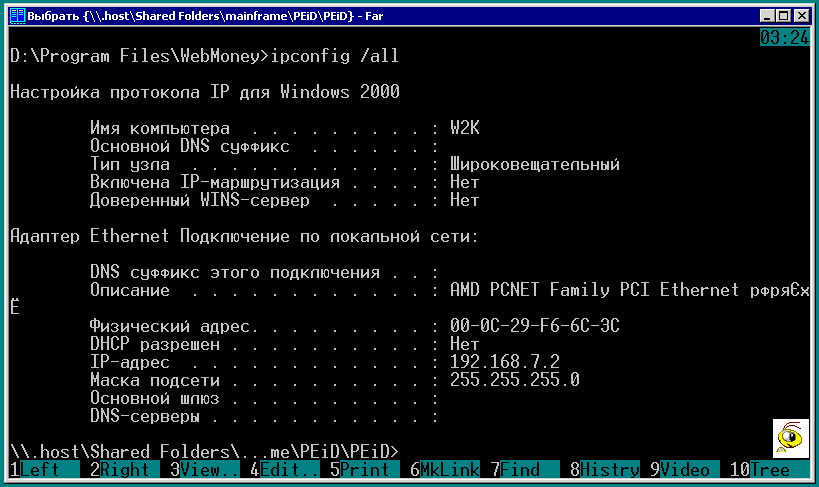 Выбрать {\\.host\Shared Folders\mainframe\PEiD\PEiD} - Far
03:24
D:\Program Files\WebMoney>ipconfig /all
Настройка протокола IP для Windows 2000
Имя компьютера . . . . . . . . . : W2K
Основной DNS суффикс . . . . . . :
Тип узла . . . . . . . . . . . . : Широковещательный
Включена IP-маршрутизация . . . . : Нет
Доверенный WINS-сервер . . . . . : Нет
Адаптер Ethernet Подключение по локальной сети:
DNS суффикс этого подключения . . :
Описание . . . . . . . . . . . . : AMD PCNET Family PCI Ethernet рфряЄх
Ё
Физический адрес. . . . . . . . . : 00-0C-29-F6-6C-3C
DHCP разрешен . . . . . . . . . . : Нет
IP-адрес . . . . . . . . . . . . : 192.168.7.2
Маска подсети . . . . . . . . . . : 255.255.255.0
Основной шлюз . . . . . . . . . . :
DNS-серверы . . . . . . . . . . . :
\\.host\Shared Folders\...me\PEiD\PEiD>
1Left 2Right 3View.. 4Edit.. 5Print 6MkLink 7Find 8Histry 9Video 10Tree